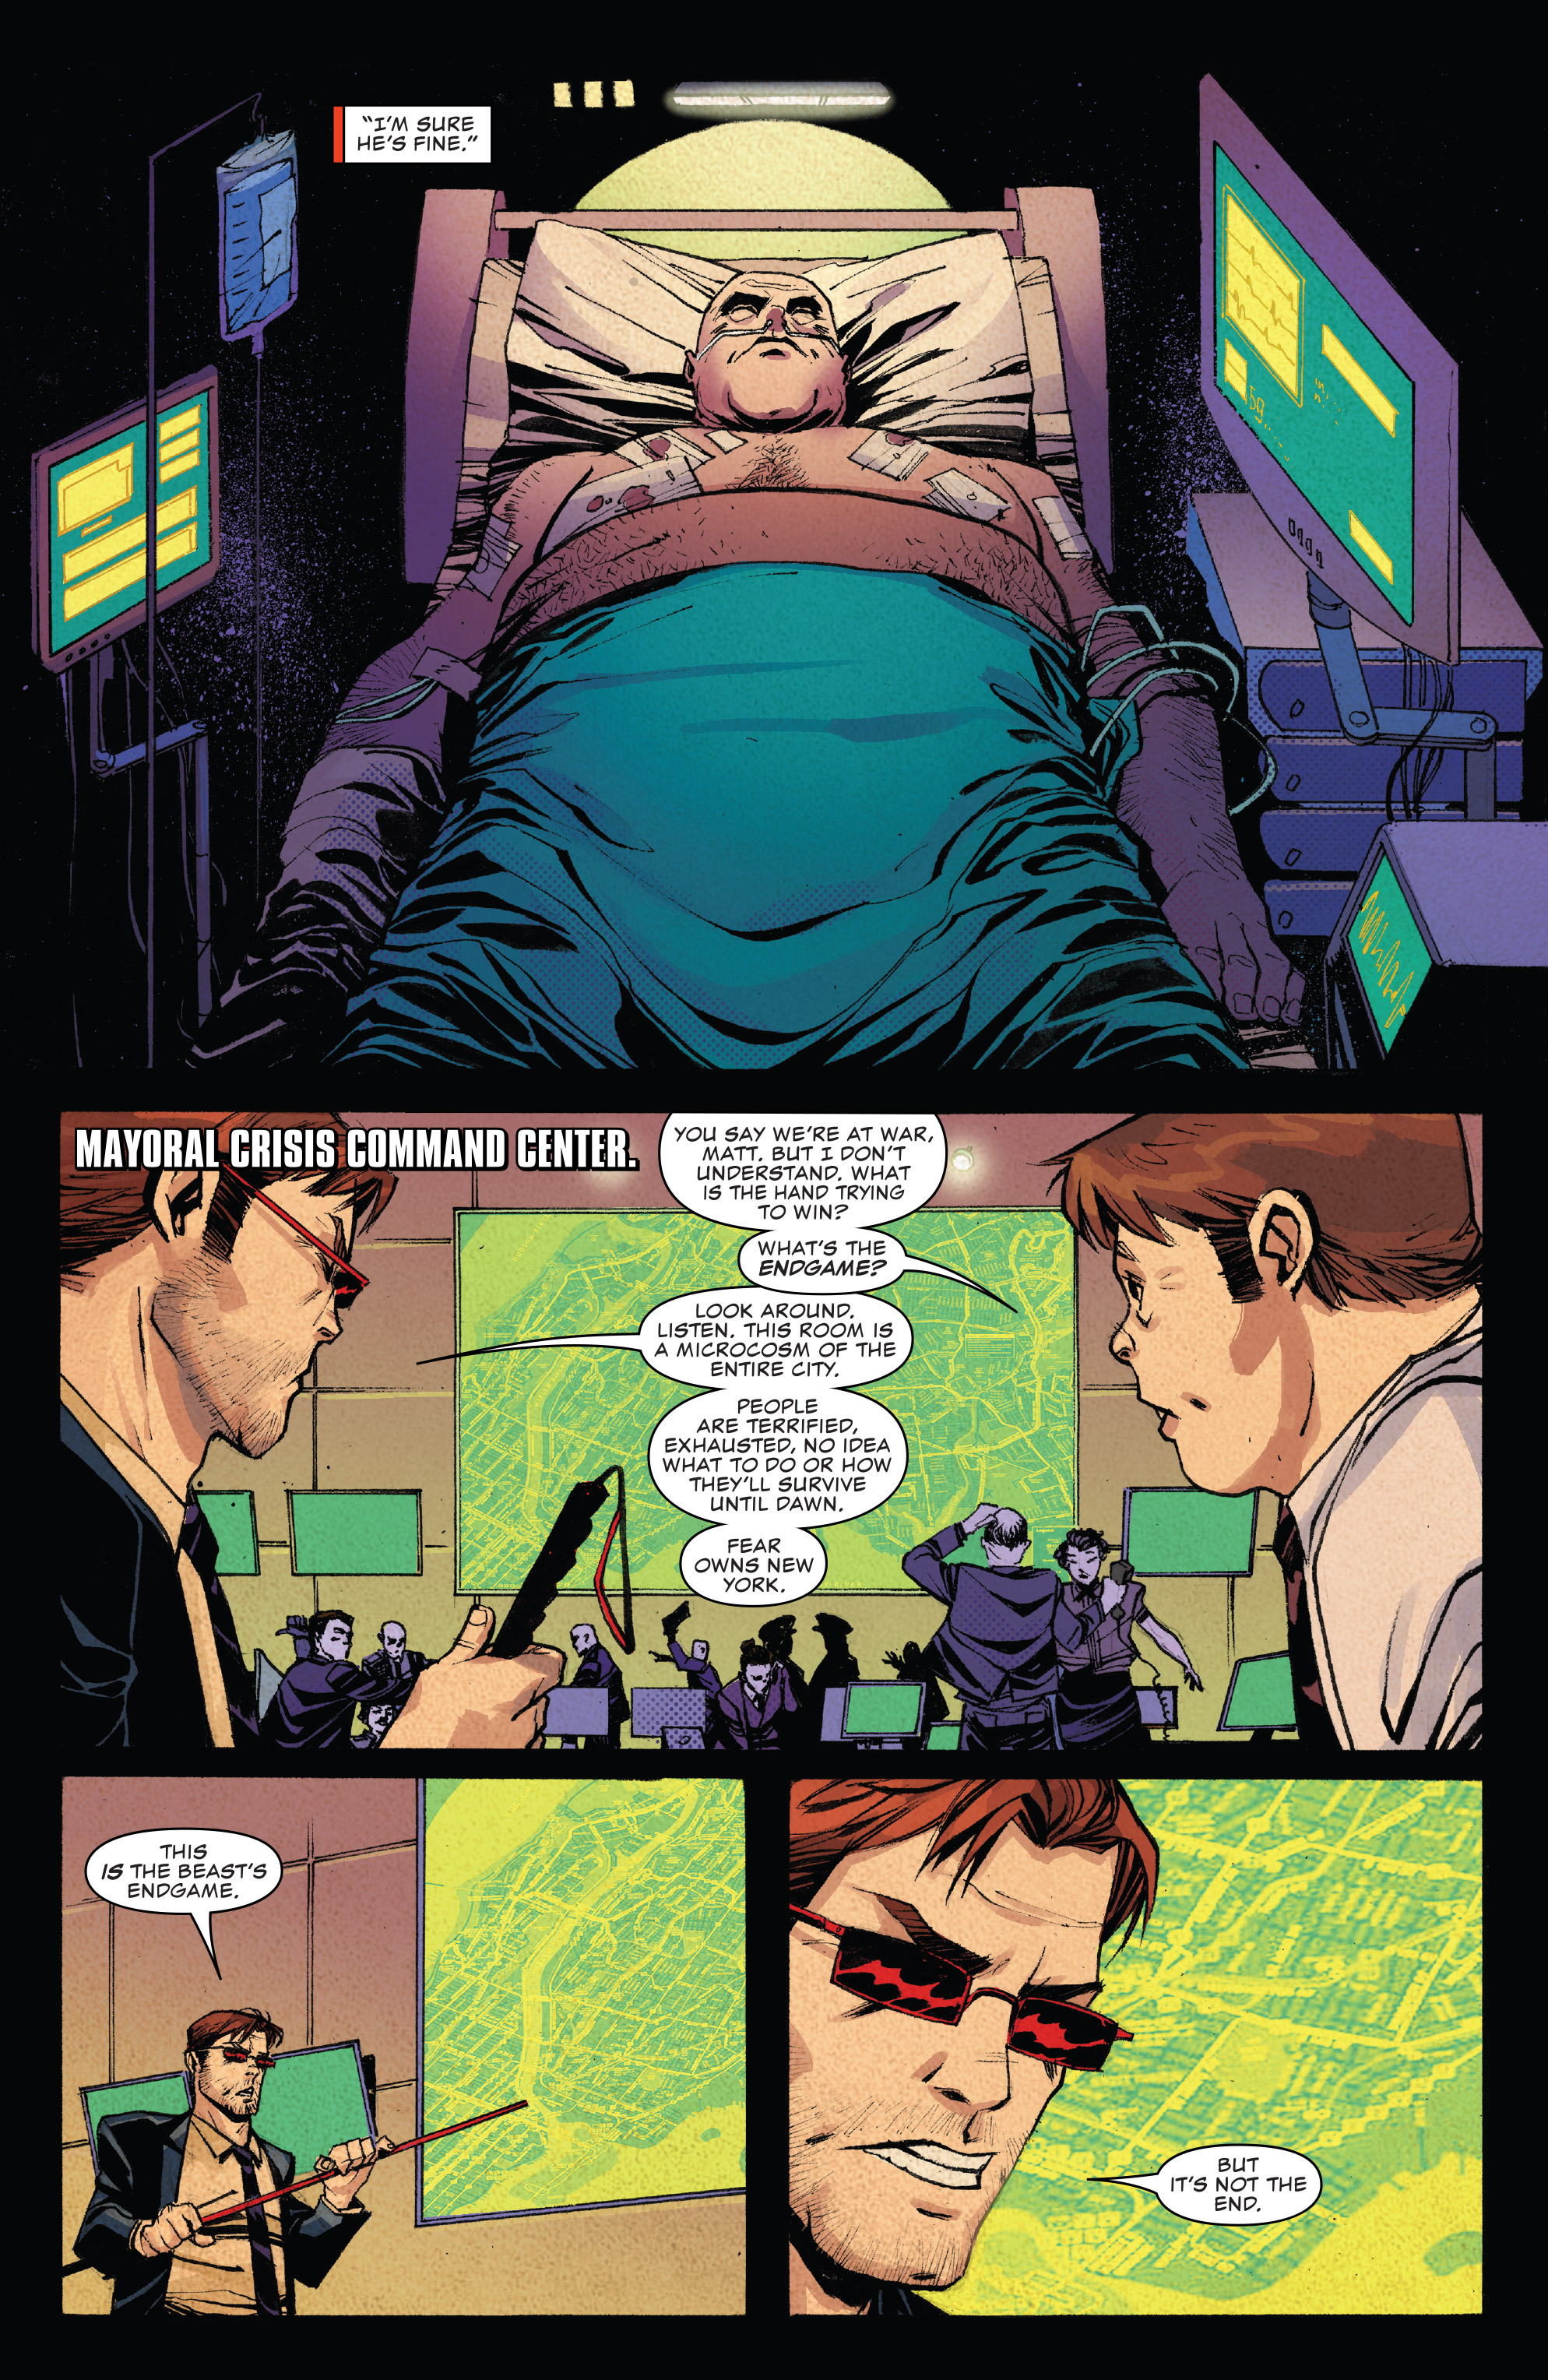 "I'M SURE
HE'S FINE."
MAYORAL CRISIS COMMAND CENTER.
YOU SAY WE'RE AT WAR,
MATT. BUT I DON'T
UNDERSTAND. WHAT
IS THE HAND TRYING
TO WIN?
WHAT'S THE
ENDGAME?
LOOK AROUND.
LISTEN. THIS ROOM IS
A MICROCOSM OF THE
ENTIRE CITY.
PEOPLE
ARE TERRIFIED,
EXHAUSTED, NO IDEA
WHAT TO DO OR HOW
THEY'LL SURVIVE
UNTIL DAWN.
FEAR
OWNS NEW
YORK.
THIS
IS THE BEAST'S
ENDGAME.
BUT
IT'S NOT THE
END.